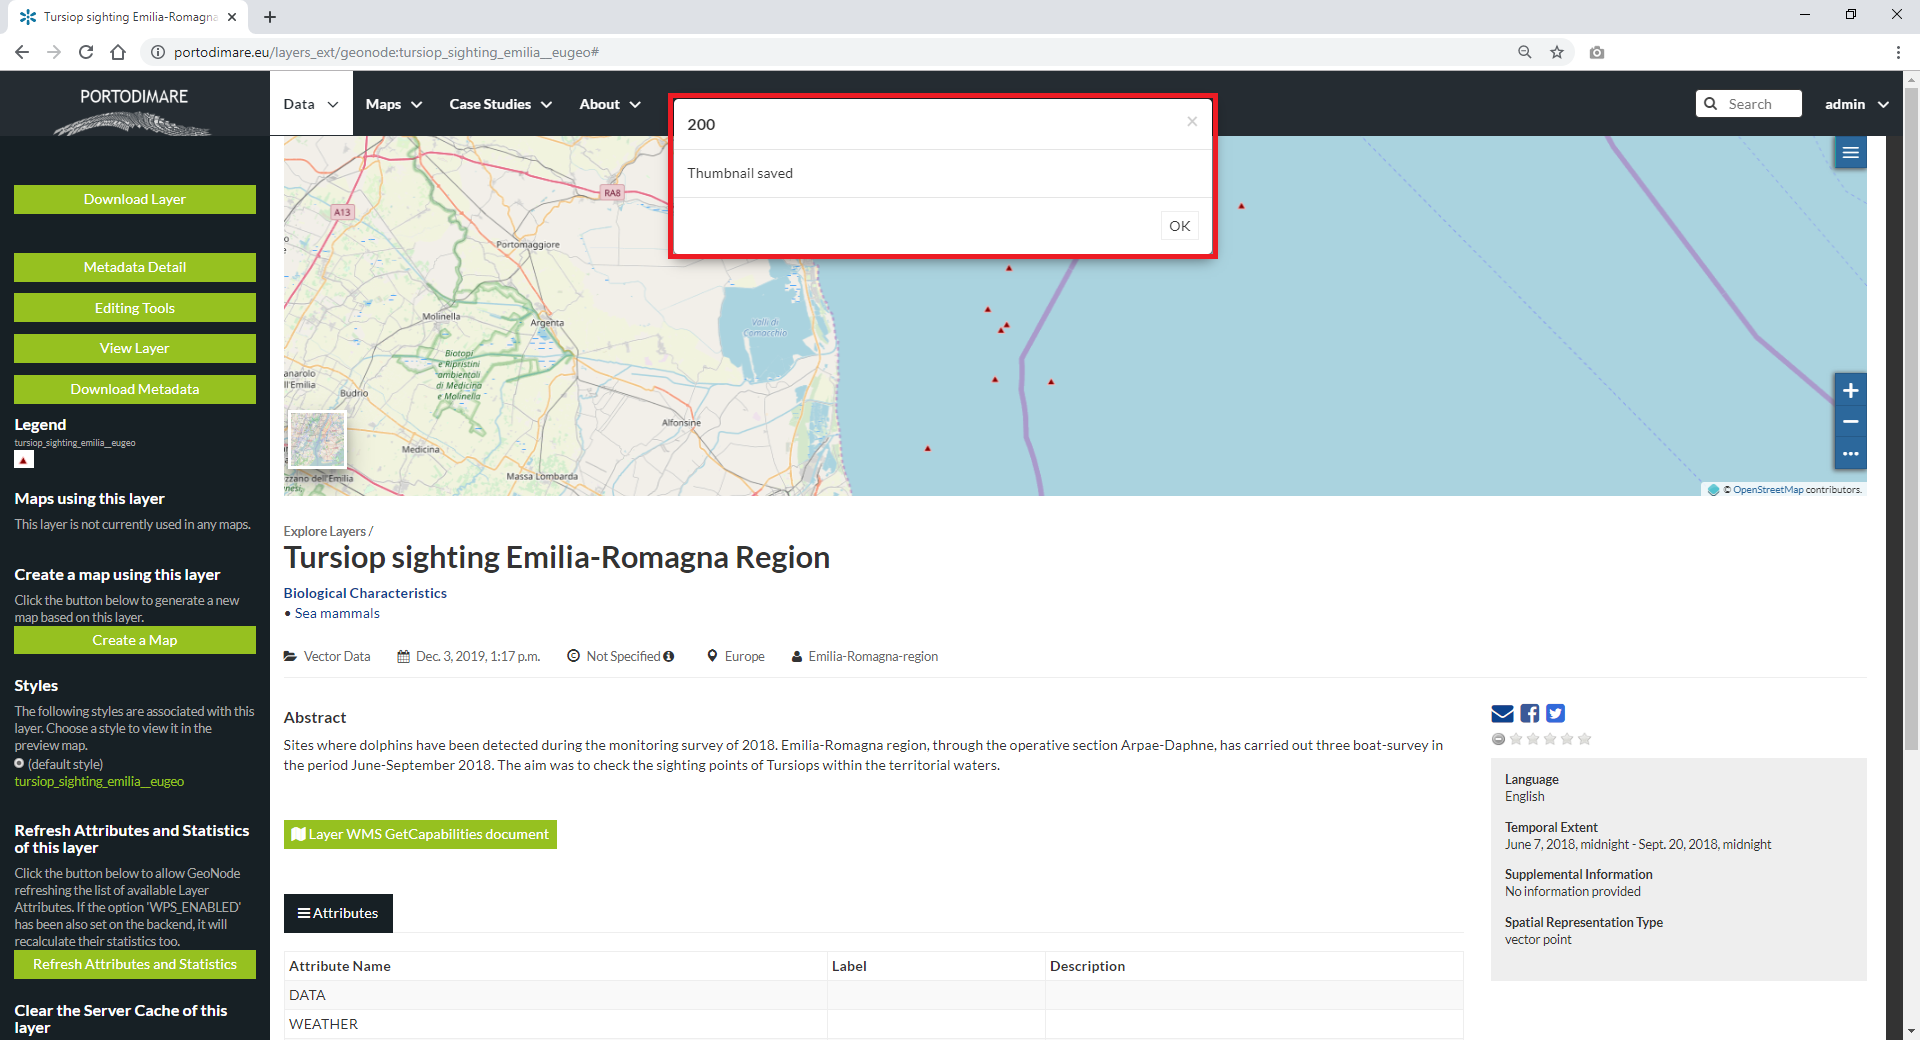 Tursiop sighting Emilia-Romagna
portodimare.eu/layers_ext/geonode:tursiop_sighting_emilia__eugeo#
PORTODIMARE
Data
Maps
Case Studies
About
Search
admin
200
×
Thumbnail saved
OK
Download Layer
Metadata Detail
Editing Tools
View Layer
Download Metadata
Legend
tursiop_sighting_emilia__eugeo
Maps using this layer
This layer is not currently used in any maps.
Create a map using this layer
Click the button below to generate a new
map based on this layer.
Create a Map
Styles
The following styles are associated with this
layer. Choose a style to view it in the
preview map.
(default style)
tursiop_sighting_emilia__eugeo
Refresh Attributes and Statistics
of this layer
Click the button below to allow GeoNode
refreshing the list of available Layer
Attributes. If the option 'WPS_ENABLED'
has been also set on the backend, it will
recalculate their statistics too.
Refresh Attributes and Statistics
Clear the Server Cache of this
layer
RA8
A13
Portomaggiore
Molinella
Argenta
Valli di
Comacchio
Biotopi
e Ripristini
ambientali
di Medicina
e Molinella
anarolo
ll'Emilia
Budrio
Alfonsine
Medicina
Massa Lombarda
zzano dell'Emilia
© OpenStreetMap contributors.
Explore Layers /
Tursiop sighting Emilia-Romagna Region
Biological Characteristics
• Sea mammals
Vector Data
Dec. 3, 2019, 1:17 p.m.
Not Specified
Europe
Emilia-Romagna-region
Abstract
Sites where dolphins have been detected during the monitoring survey of 2018. Emilia-Romagna region, through the operative section Arpae-Daphne, has carried out three boat-survey in
the period June-September 2018. The aim was to check the sighting points of Tursiops within the territorial waters.
Layer WMS GetCapabilities document
Attributes
Attribute Name Label Description
DATA
WEATHER
Language
English
Temporal Extent
June 7, 2018, midnight - Sept. 20, 2018, midnight
Supplemental Information
No information provided
Spatial Representation Type
vector point